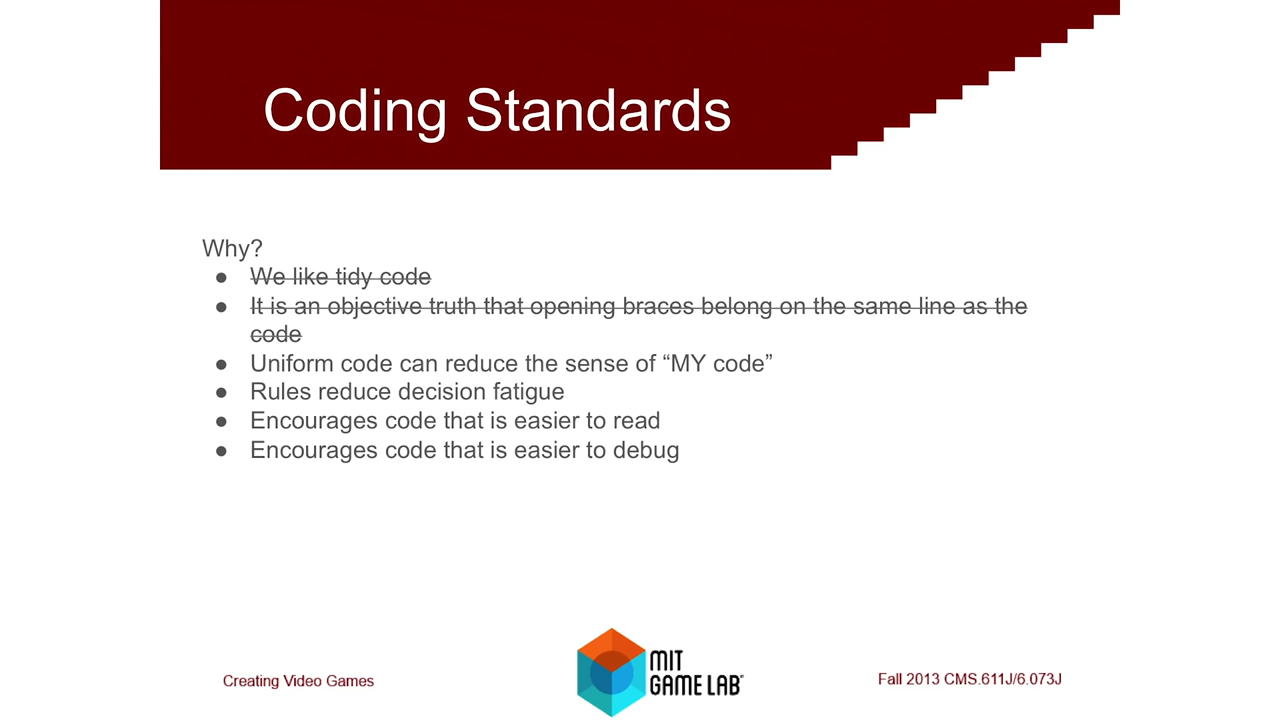 Coding Standards
Why?
● We like tidy code
● It is an objective truth that opening braces belong on the same line as the
code
● Uniform code can reduce the sense of “MY code”
● Rules reduce decision fatigue
● Encourages code that is easier to read
● Encourages code that is easier to debug
Creating Video Games
MIT
GAME LAB
Fall 2013 CMS.611J/6.073J